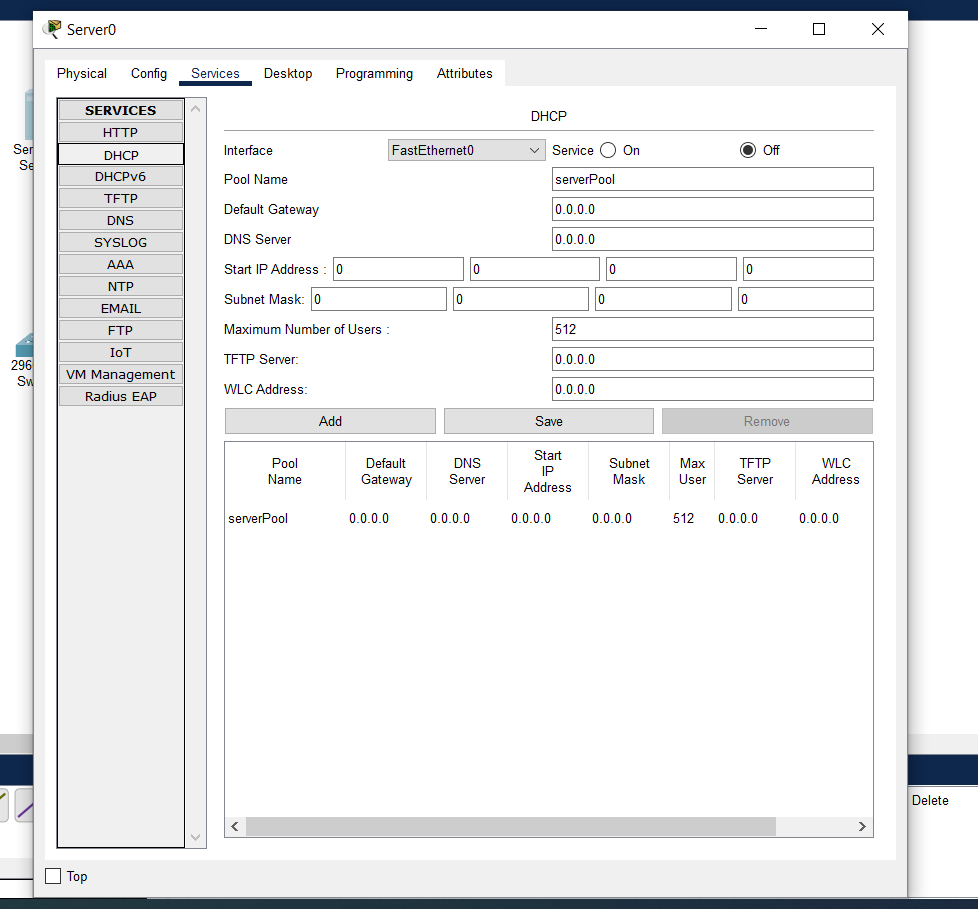 Server0
Physical Config Services Desktop Programming Attributes
SERVICES
HTTP
DHCP
DHCPv6
TFTP
DNS
SYSLOG
AAA
NTP
EMAIL
FTP
IoT
VM Management
Radius EAP
DHCP
Interface FastEthernet0 Service On Off
Pool Name serverPool
Default Gateway 0.0.0.0
DNS Server 0.0.0.0
Start IP Address : 0 0 0 0
Subnet Mask: 0 0 0 0
Maximum Number of Users : 512
TFTP Server: 0.0.0.0
WLC Address: 0.0.0.0
Add Save Remove
Pool Name Default Gateway DNS Server Start IP Address Subnet Mask Max User TFTP Server WLC Address
serverPool 0.0.0.0 0.0.0.0 0.0.0.0 0.0.0.0 512 0.0.0.0 0.0.0.0
Top
Ser
Se
296
Sw
Delete